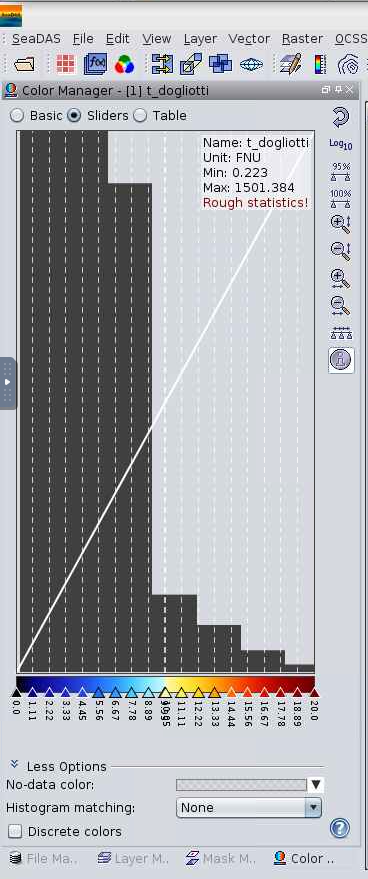 SeaDAS File Edit View Layer Vector Raster OCSS
Color Manager - [1] t_dogliotti
Basic Sliders Table
Name: t_dogliotti
Unit: FNU
Min: 0.223
Max: 1501.384
Rough statistics!
Log10
95%
100%
0.0 1.11 2.22 3.33 4.45 5.56 6.67 7.78 8.89 11.11 12.22 13.33 14.44 15.56 16.67 17.78 18.89 20.0
Less Options
No-data color:
Histogram matching: None
Discrete colors
File Ma.. Layer M.. Mask M.. Color ..